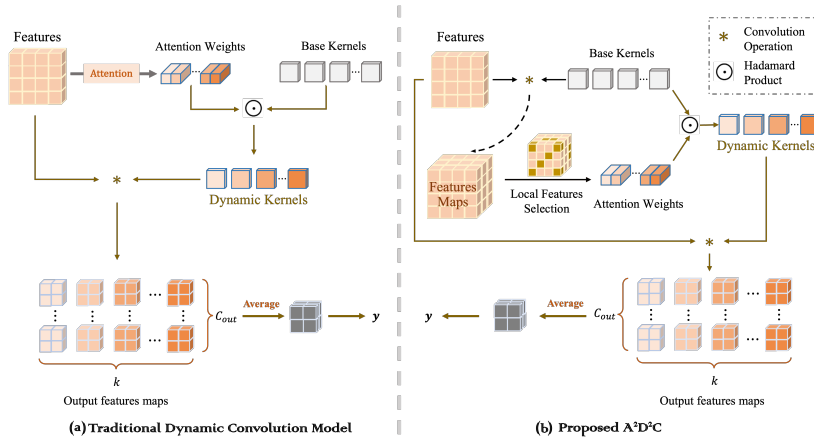 Features
Attention Weights
Base Kernels
Attention
...
...
Dynamic Kernels
...
*
...
...
C_out
Average
y
k
Output features maps
(a) Traditional Dynamic Convolution Model
Features
Base Kernels
*
...
* Convolution
Operation
Hadamard
Product
...
Dynamic Kernels
Features
Maps
Local Features
Selection
...
Attention Weights
*
y
Average
C_out
...
...
k
Output features maps
(b) Proposed A²D²C